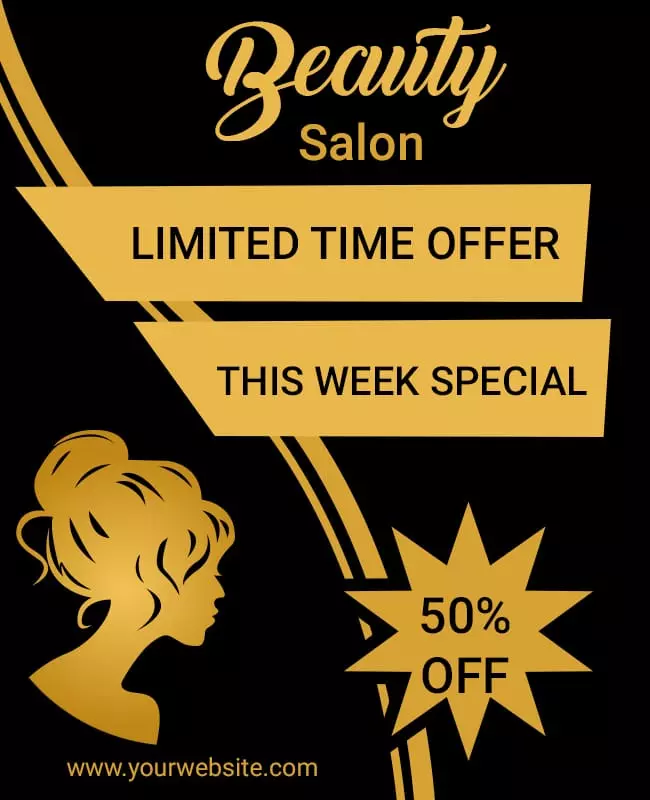 Beauty
Salon
LIMITED TIME OFFER
THIS WEEK SPECIAL
50%
OFF
www.yourwebsite.com